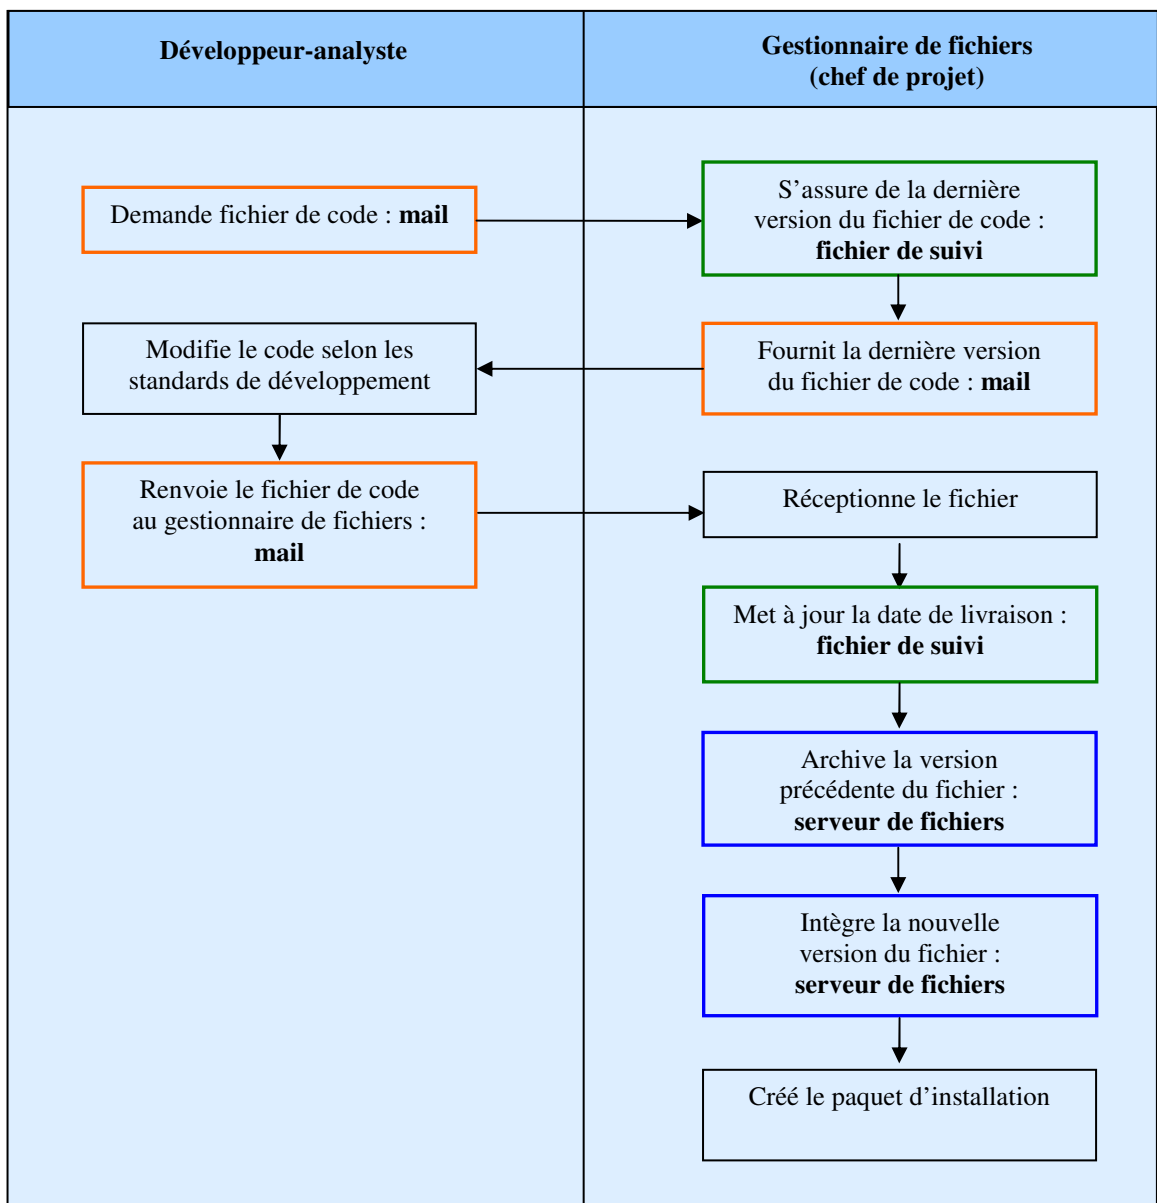 Développeur-analyste
Gestionnaire de fichiers
(chef de projet)
Demande fichier de code : mail
S’assure de la dernière
version du fichier de code :
fichier de suivi
Modifie le code selon les
standards de développement
Fournit la dernière version
du fichier de code : mail
Renvoie le fichier de code
au gestionnaire de fichiers :
mail
Réceptionne le fichier
Met à jour la date de livraison :
fichier de suivi
Archive la version
précédente du fichier :
serveur de fichiers
Intègre la nouvelle
version du fichier :
serveur de fichiers
Créé le paquet d’installation